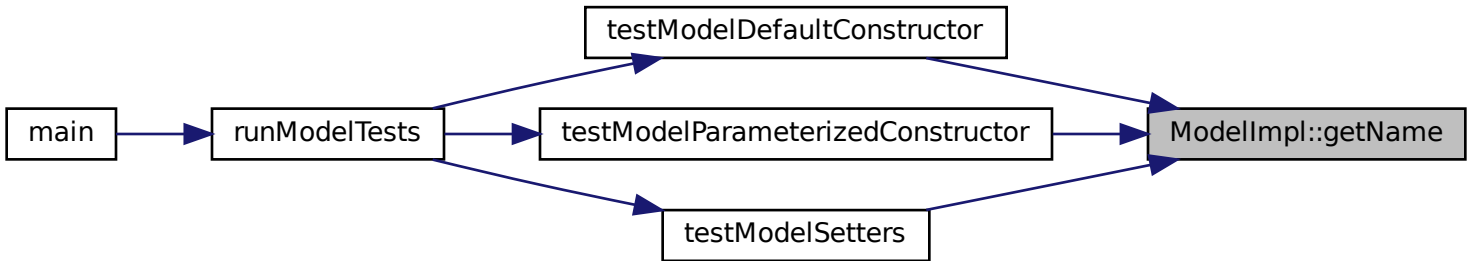 testModelDefaultConstructor
main
runModelTests
testModelParameterizedConstructor
ModelImpl::getName
testModelSetters